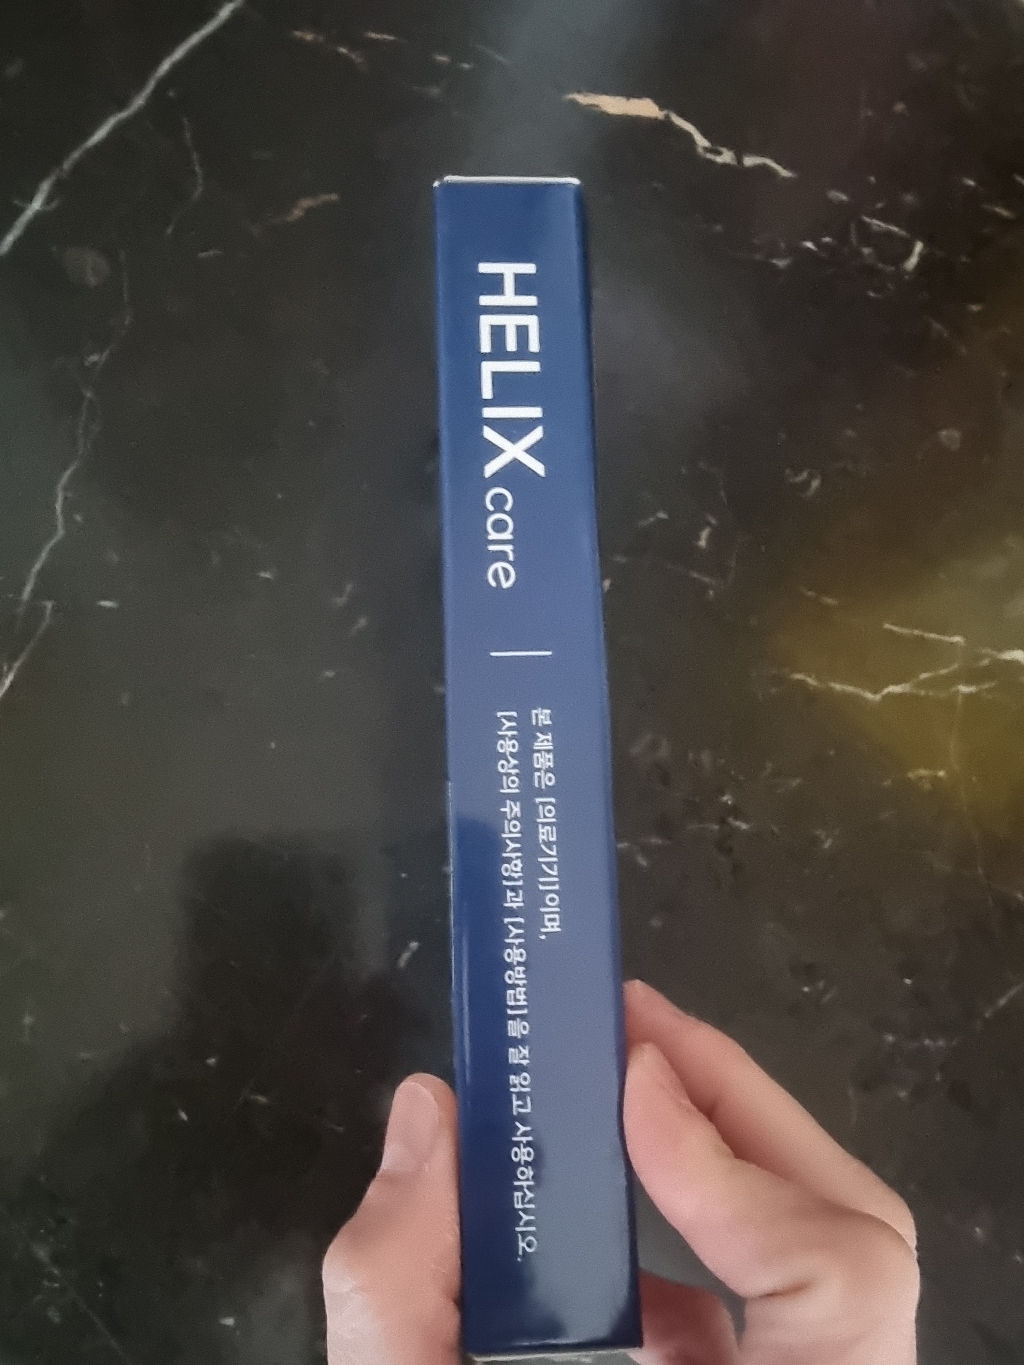 HELIX care
본 제품은 [의료기기]이며,
[사용상의 주의사항]과 [사용방법]을 잘 읽고 사용하십시오.